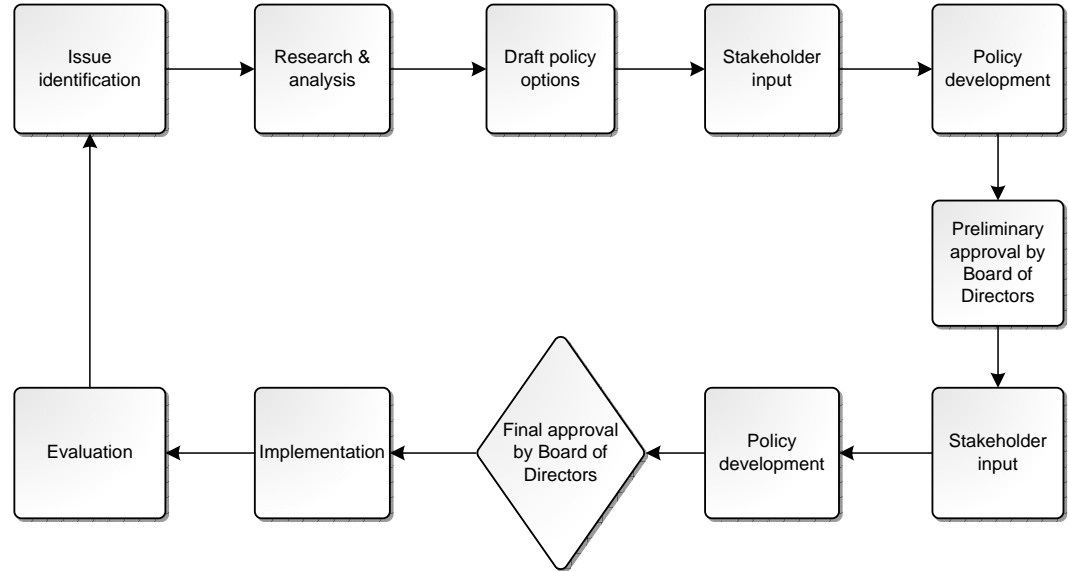 Issue
identification
Research &
analysis
Draft policy
options
Stakeholder
input
Policy
development
Preliminary
approval by
Board of
Directors
Stakeholder
input
Policy
development
Final approval
by Board of
Directors
Implementation
Evaluation